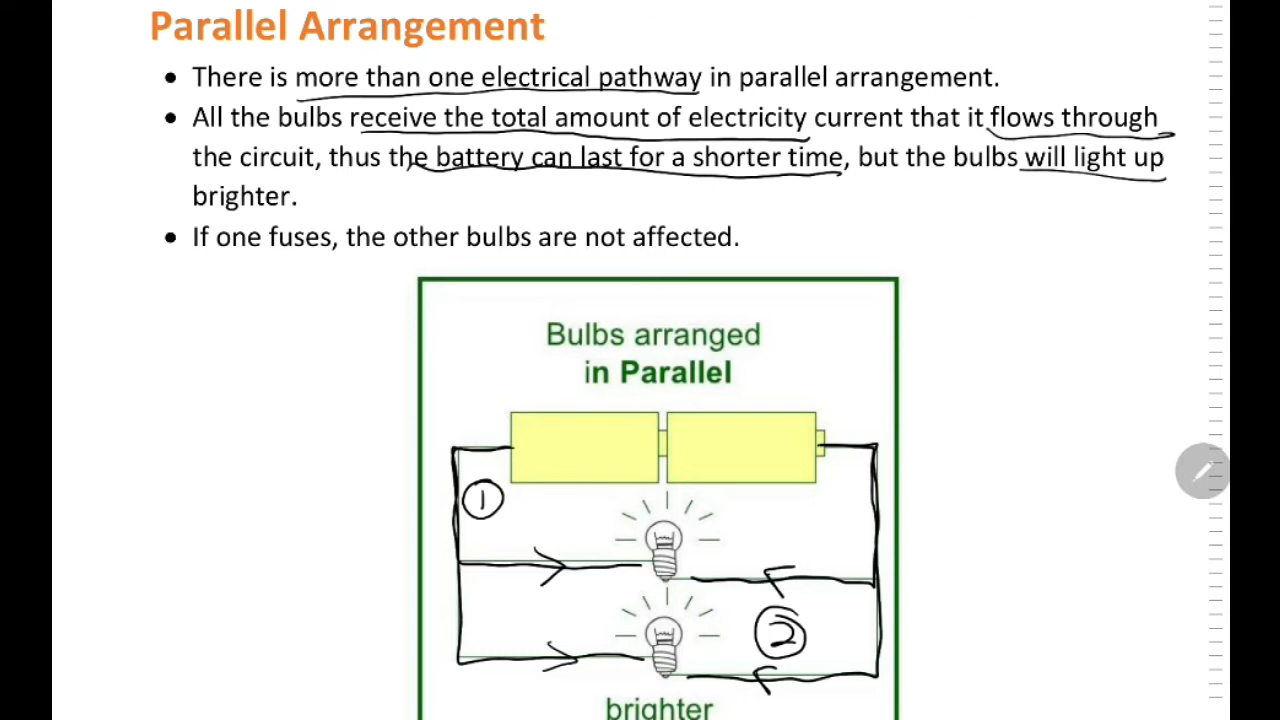 Parallel Arrangement
• There is more than one electrical pathway in parallel arrangement.
• All the bulbs receive the total amount of electricity current that it flows through
the circuit, thus the battery can last for a shorter time, but the bulbs will light up
brighter.
• If one fuses, the other bulbs are not affected.
Bulbs arranged
in Parallel
1
2
brighter